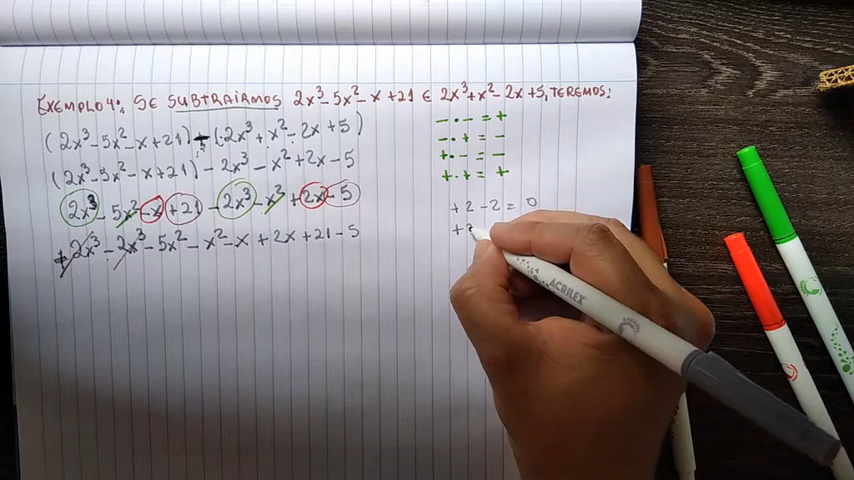 EXEMPLO 4: SE SUBTRAIRMOS 2x³ - 5x² - x + 21 E 2x³ + x² - 2x + 5, TEREMOS:
(2x³ - 5x² - x + 21) - (2x³ + x² - 2x + 5)
(2x³ - 5x² - x + 21) - 2x³ - x² + 2x - 5
2x³ - 5x² - x + 21 - 2x³ - x² + 2x - 5
+ 2x³ - 2x³ - 5x² - x² - x + 2x + 21 - 5
- . - = +
- . + = -
+ . - = -
+ . + = +
+ 2 - 2 = 0
+
ACRILEX